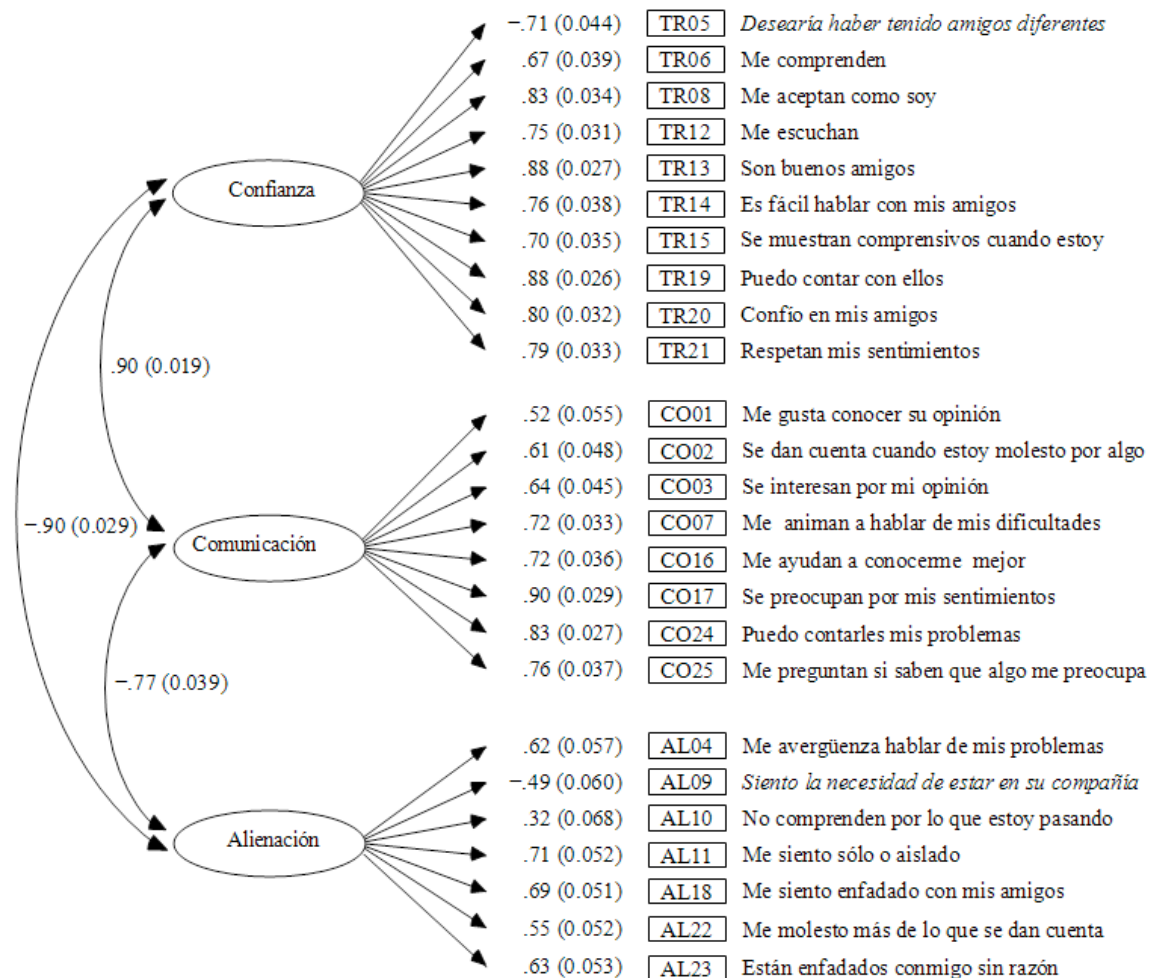 −.71 (0.044) TR05 Desearía haber tenido amigos diferentes
.67 (0.039) TR06 Me comprenden
.83 (0.034) TR08 Me aceptan como soy
.75 (0.031) TR12 Me escuchan
.88 (0.027) TR13 Son buenos amigos
Confianza
.76 (0.038) TR14 Es fácil hablar con mis amigos
.70 (0.035) TR15 Se muestran comprensivos cuando estoy
.88 (0.026) TR19 Puedo contar con ellos
.80 (0.032) TR20 Confío en mis amigos
.79 (0.033) TR21 Respetan mis sentimientos
.90 (0.019)
.52 (0.055) CO01 Me gusta conocer su opinión
.61 (0.048) CO02 Se dan cuenta cuando estoy molesto por algo
.64 (0.045) CO03 Se interesan por mi opinión
−.90 (0.029)
.72 (0.033) CO07 Me animan a hablar de mis dificultades
Comunicación
.72 (0.036) CO16 Me ayudan a conocerme mejor
.90 (0.029) CO17 Se preocupan por mis sentimientos
.83 (0.027) CO24 Puedo contarles mis problemas
.76 (0.037) CO25 Me preguntan si saben que algo me preocupa
−.77 (0.039)
.62 (0.057) AL04 Me avergüenza hablar de mis problemas
−.49 (0.060) AL09 Siento la necesidad de estar en su compañía
.32 (0.068) AL10 No comprenden por lo que estoy pasando
Alienación
.71 (0.052) AL11 Me siento sólo o aislado
.69 (0.051) AL18 Me siento enfadado con mis amigos
.55 (0.052) AL22 Me molesto más de lo que se dan cuenta
.63 (0.053) AL23 Están enfadados conmigo sin razón